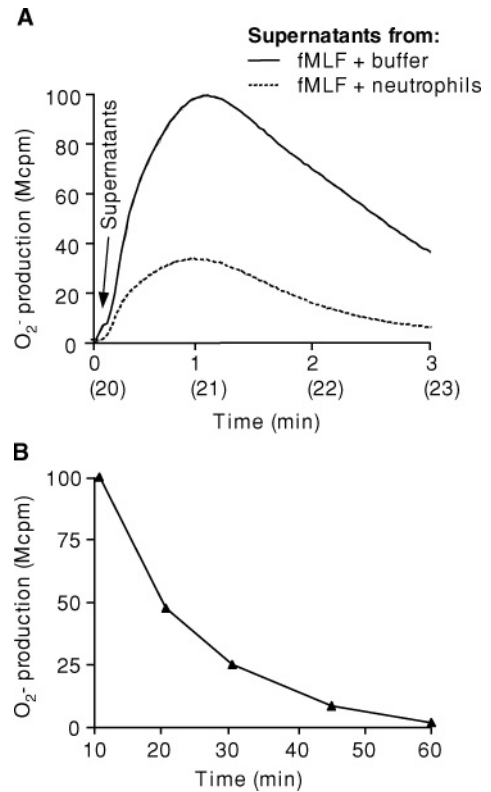 A
Supernatants from:
fMLF + buffer
fMLF + neutrophils
O₂⁻ production (Mcpm)
100
80
60
40
20
0
Supernatants
0 1 2 3
(20) (21) (22) (23)
Time (min)
B
O₂- production (Mcpm)
100
75
50
25
0
10 20 30 40 50 60
Time (min)